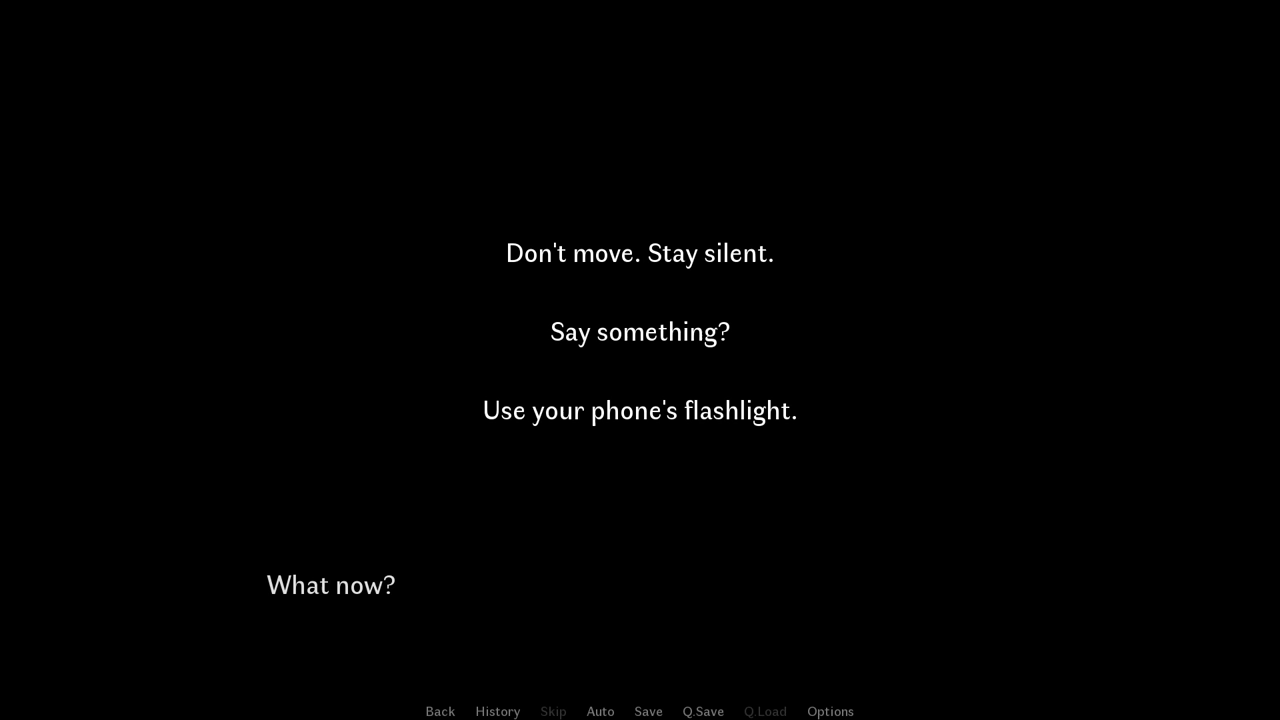 Don't move. Stay silent.
Say something?
Use your phone's flashlight.
What now?
Back History Skip Auto Save Q.Save Q.Load Options